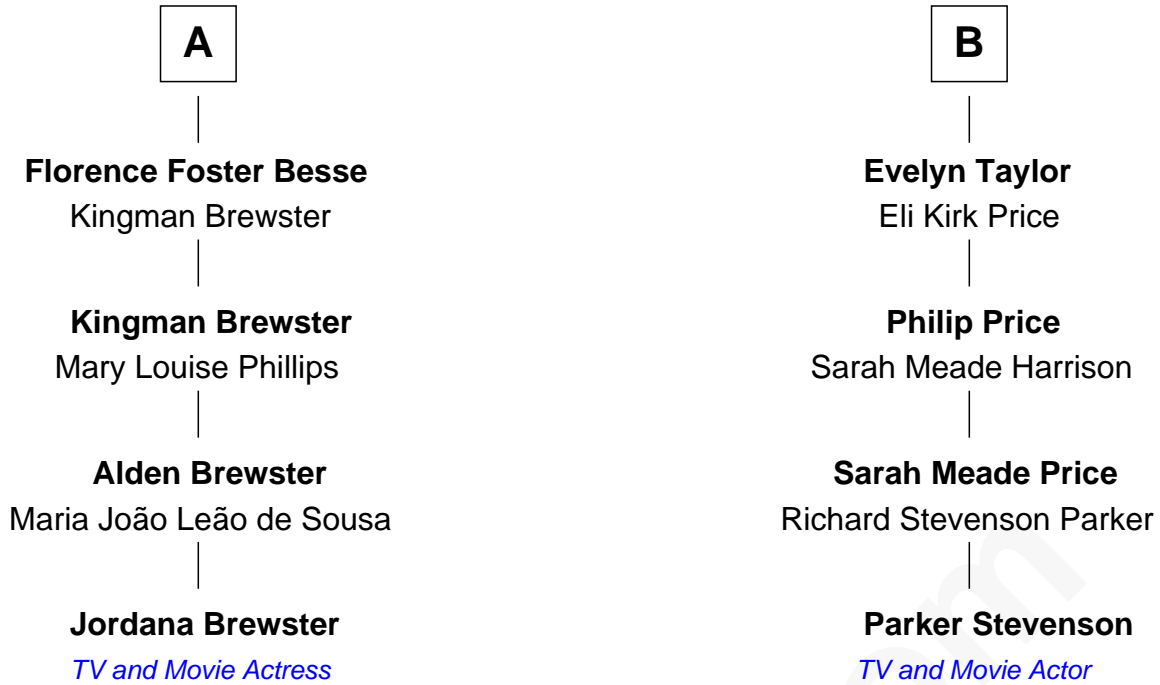 A
Florence Foster Besse
Kingman Brewster
Kingman Brewster
Mary Louise Phillips
Alden Brewster
Maria João Leão de Sousa
Jordana Brewster
TV and Movie Actress
B
Evelyn Taylor
Eli Kirk Price
Philip Price
Sarah Meade Harrison
Sarah Meade Price
Richard Stevenson Parker
Parker Stevenson
TV and Movie Actor